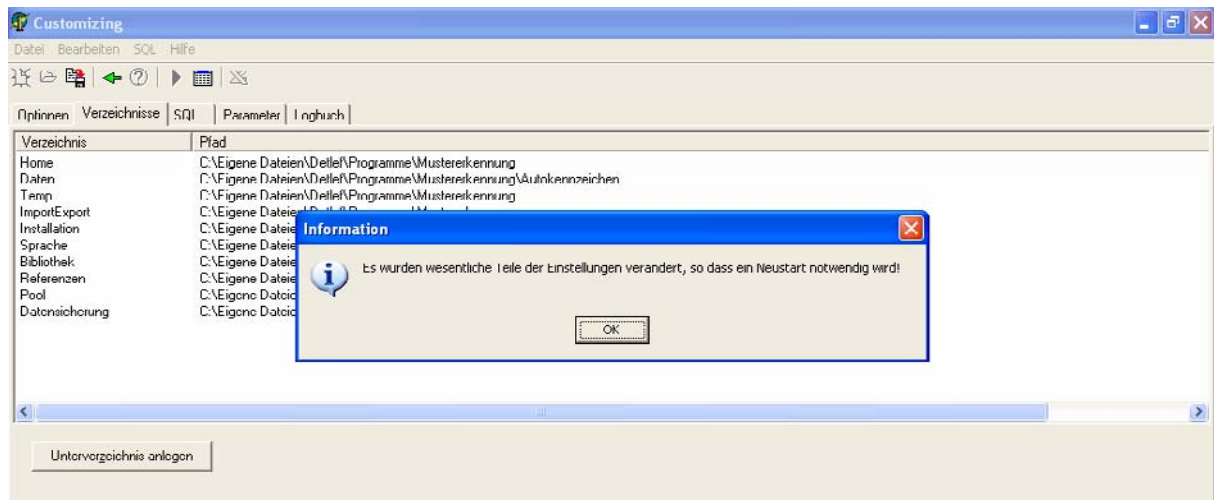 Customizing
Datei Bearbeiten SQL Hilfe
Optionen Verzeichnisse SQL Parameter Logbuch
Verzeichnis Pfad
Home C:\Eigene Dateien\Detlef\Programme\Mustererkennung
Daten C:\Eigene Dateien\Detlef\Programme\Mustererkennung\Autokennzeichen
Temp C:\Eigene Dateien\Detlef\Programme\Mustererkennung
ImportExport C:\Eigene Dateien
Installation C:\Eigene Dateie
Sprache C:\Eigene Dateie
Bibliothek C:\Eigene Dateie
Referenzen C:\Eigene Dateie
Pool C:\Eigene Dateie
Datensicherung C:\Eigene Dateie
Information
Es wurden wesentliche Teile der Einstellungen verändert, so dass ein Neustart notwendig wird!
OK
Unterverzeichnis anlegen